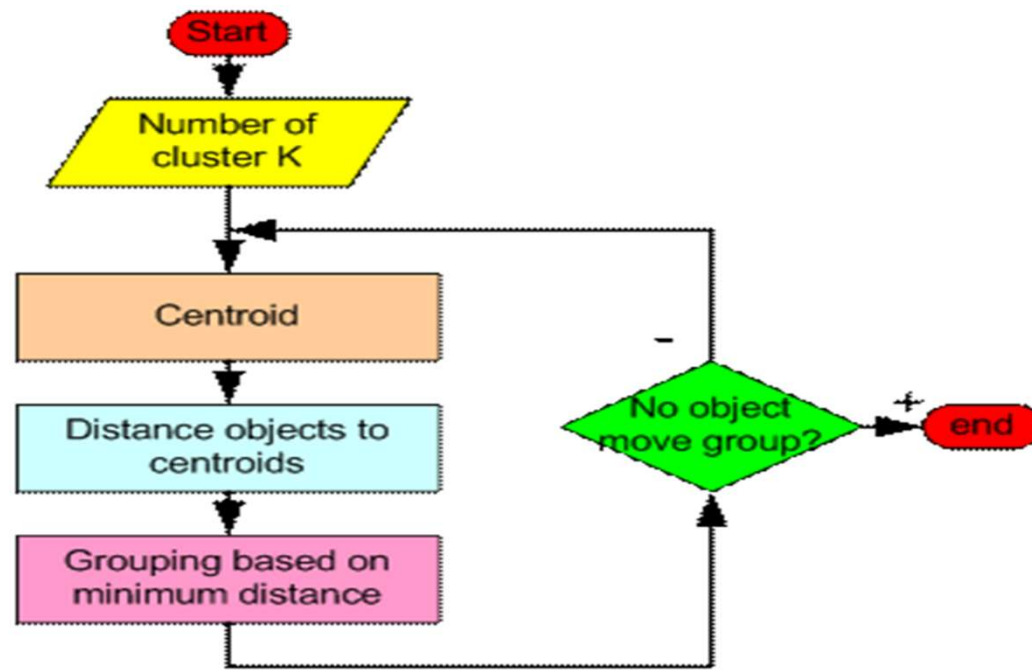 Start
Number of
cluster K
Centroid
Distance objects to
centroids
Grouping based on
minimum distance
-
No object
move group?
+
end